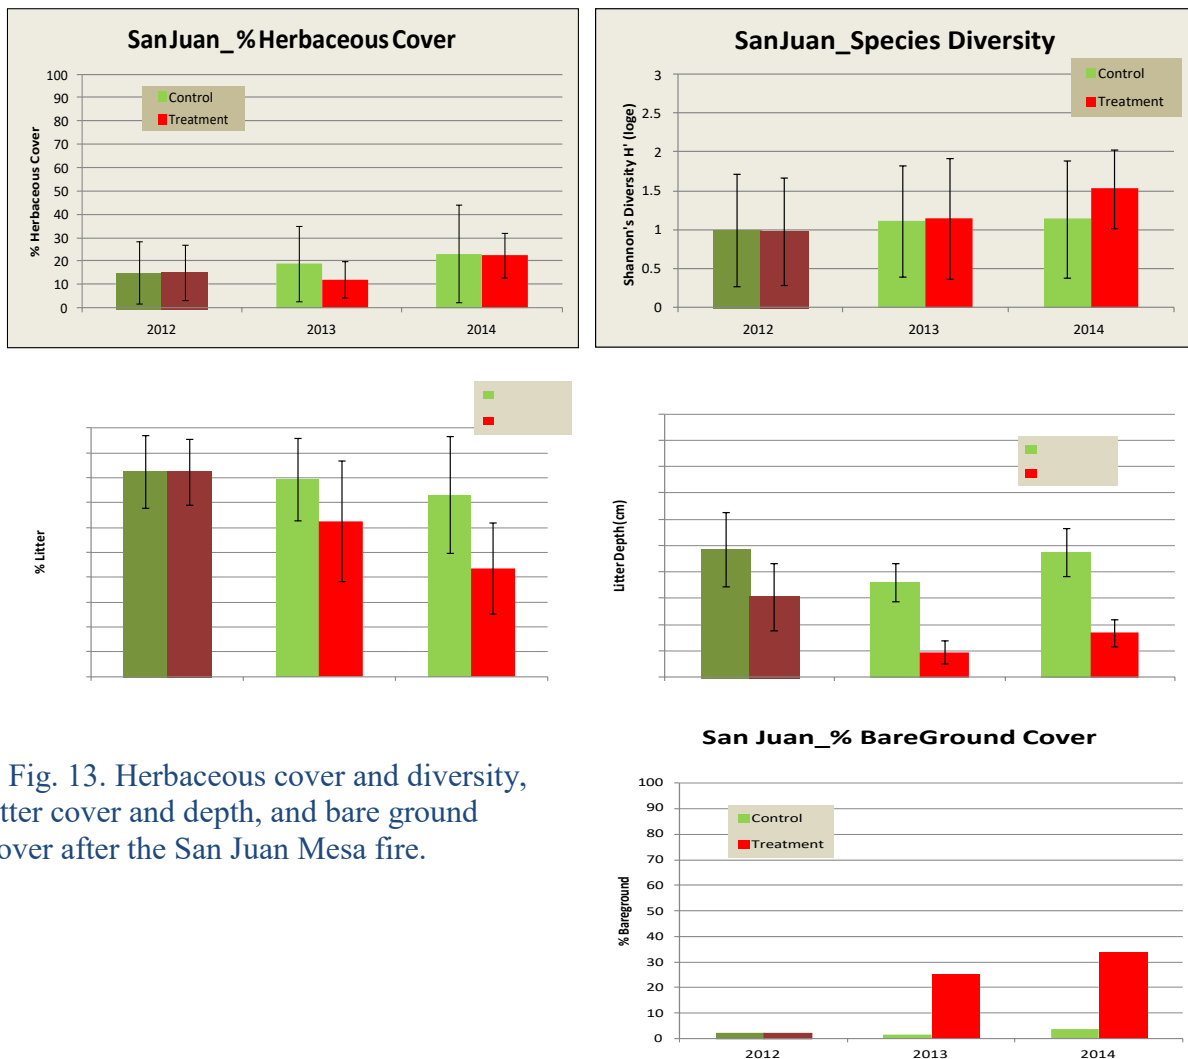 SanJuan_%Herbaceous Cover
% Herbaceous Cover
100
90
80
70
60
50
40
30
20
10
0
Control
Treatment
2012
2013
2014
SanJuan_Species Diversity
Shannon's Diversity H' (loge)
3
2.5
2
1.5
1
0.5
0
Control
Treatment
2012
2013
2014
% Litter
Litter Depth(cm)
Fig. 13. Herbaceous cover and diversity,
tter cover and depth, and bare ground
over after the San Juan Mesa fire.
San Juan_% BareGround Cover
% Bareground
100
90
80
70
60
50
40
30
20
10
0
Control
Treatment
2012
2013
2014